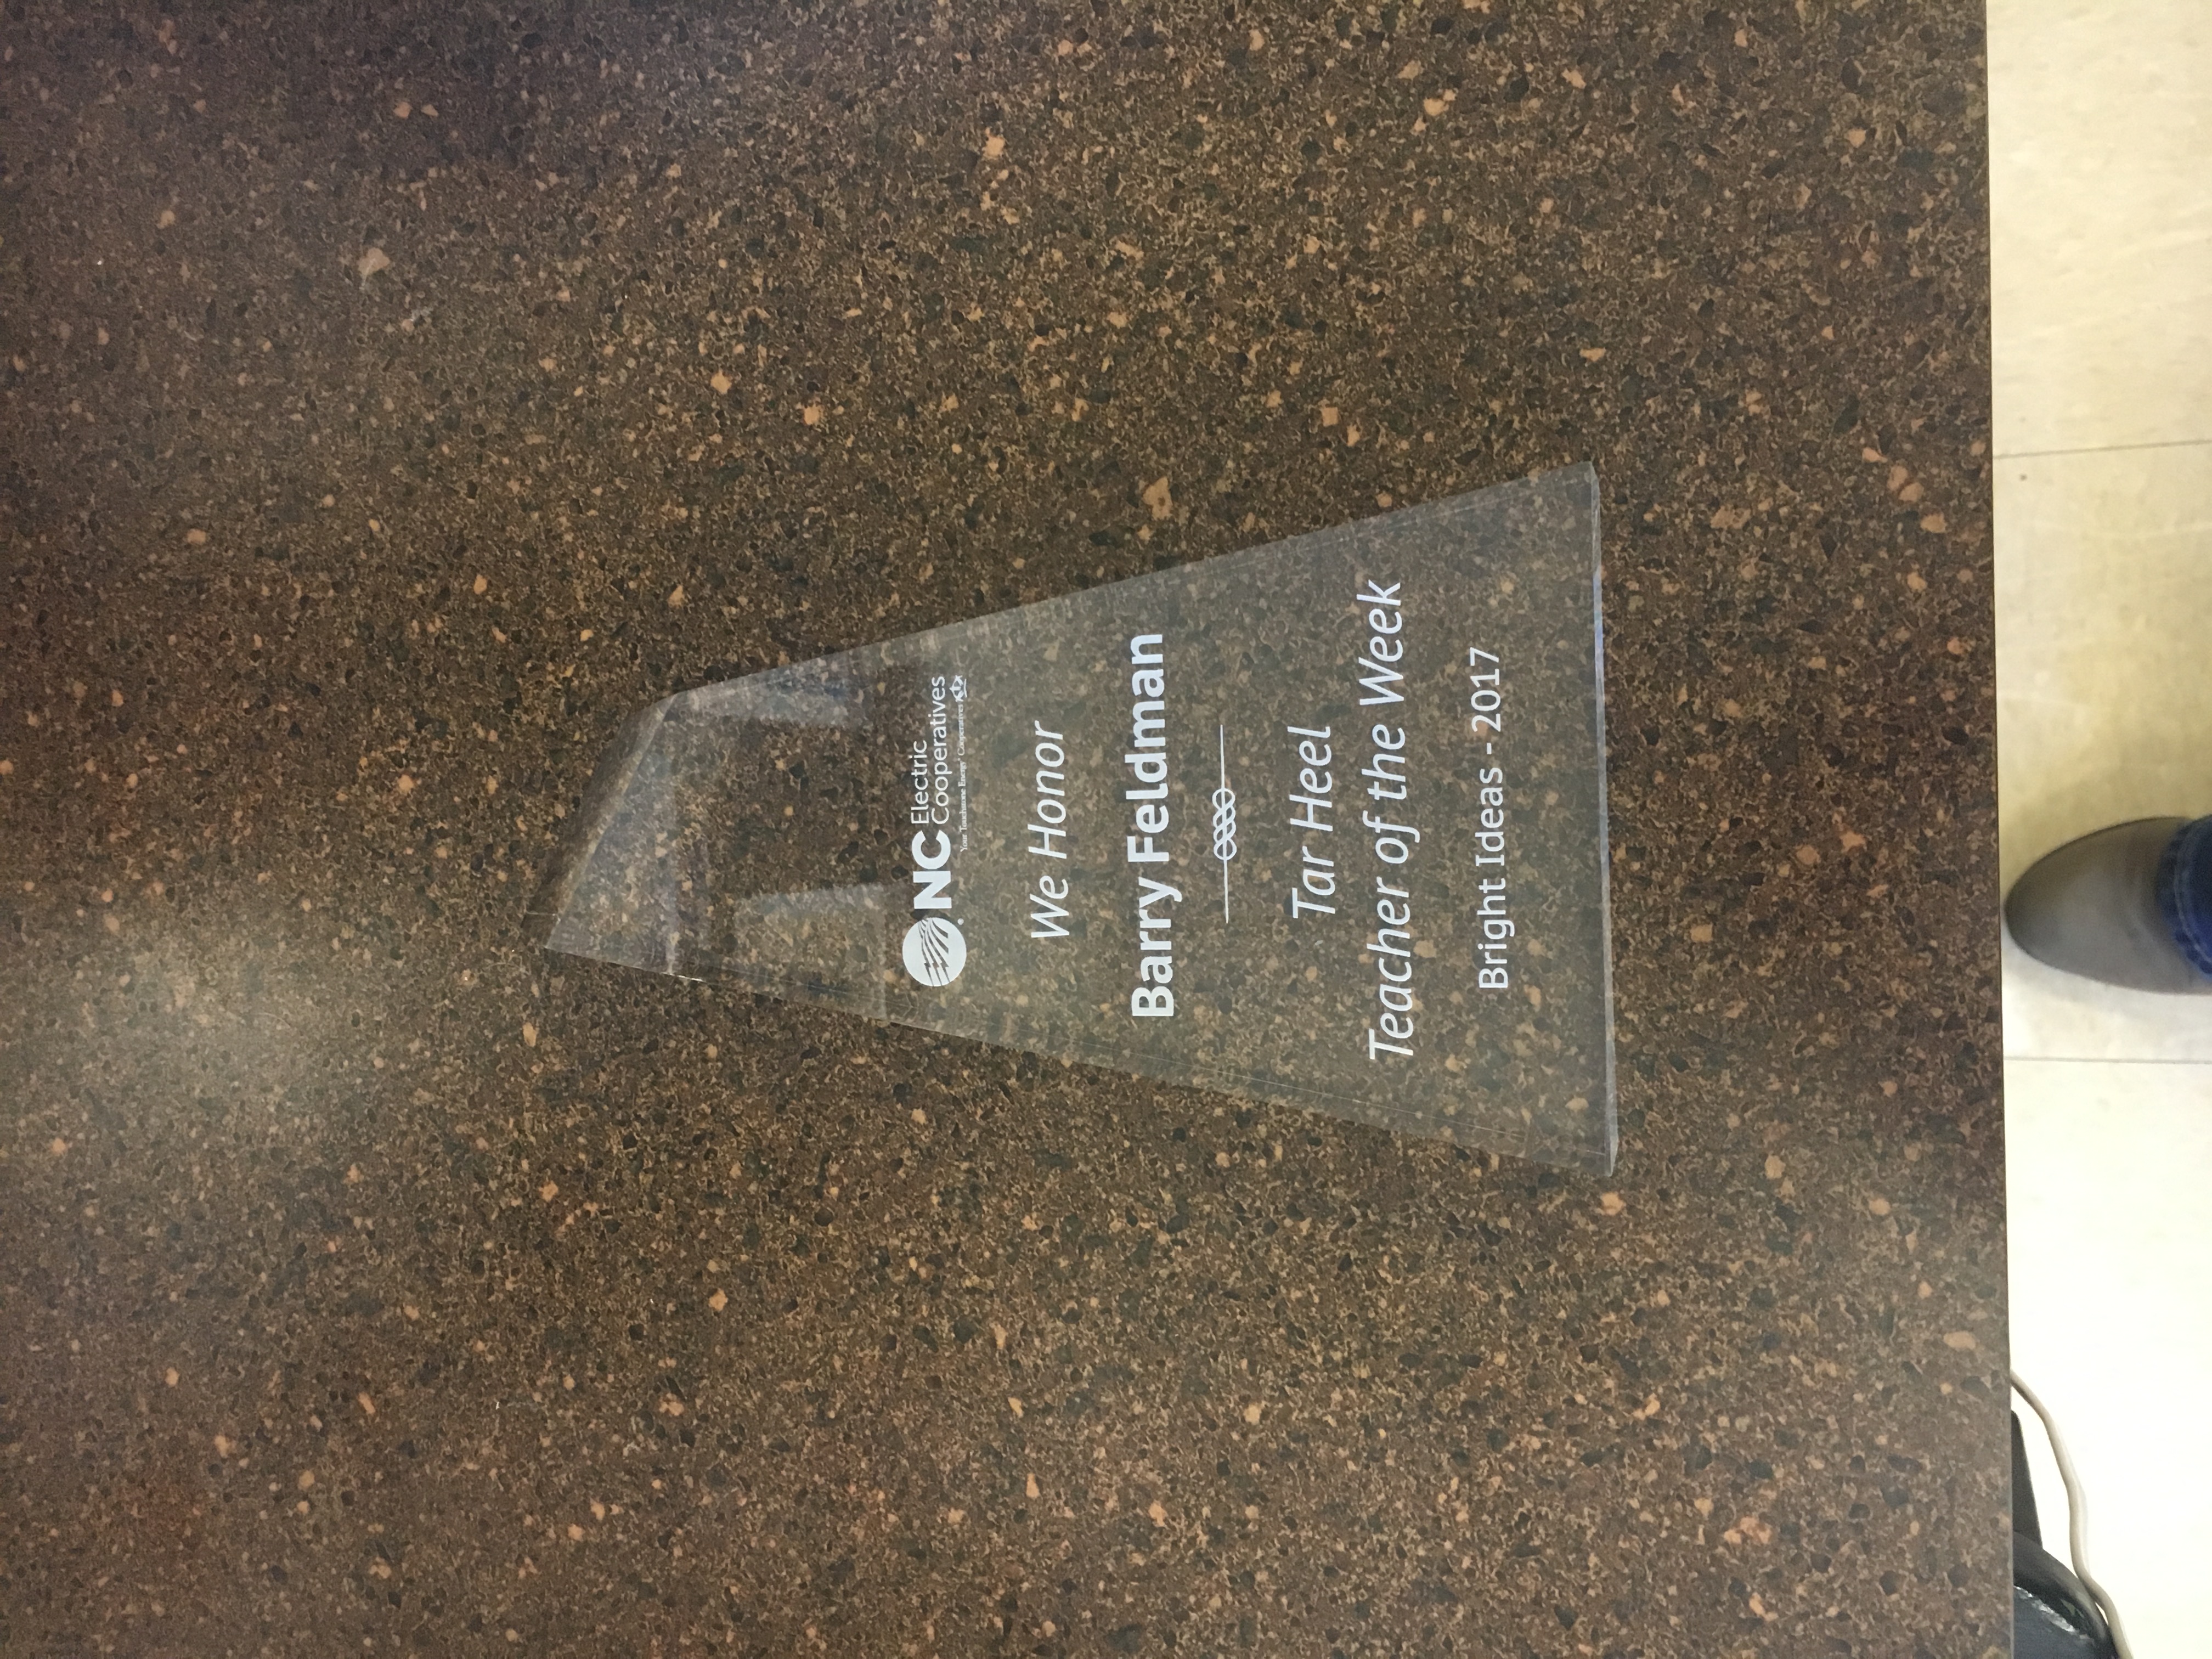 NC Electric
Cooperatives
Your Touchstone Energy® Cooperatives
We Honor
Barry Feldman
Tar Heel
Teacher of the Week
Bright Ideas - 2017